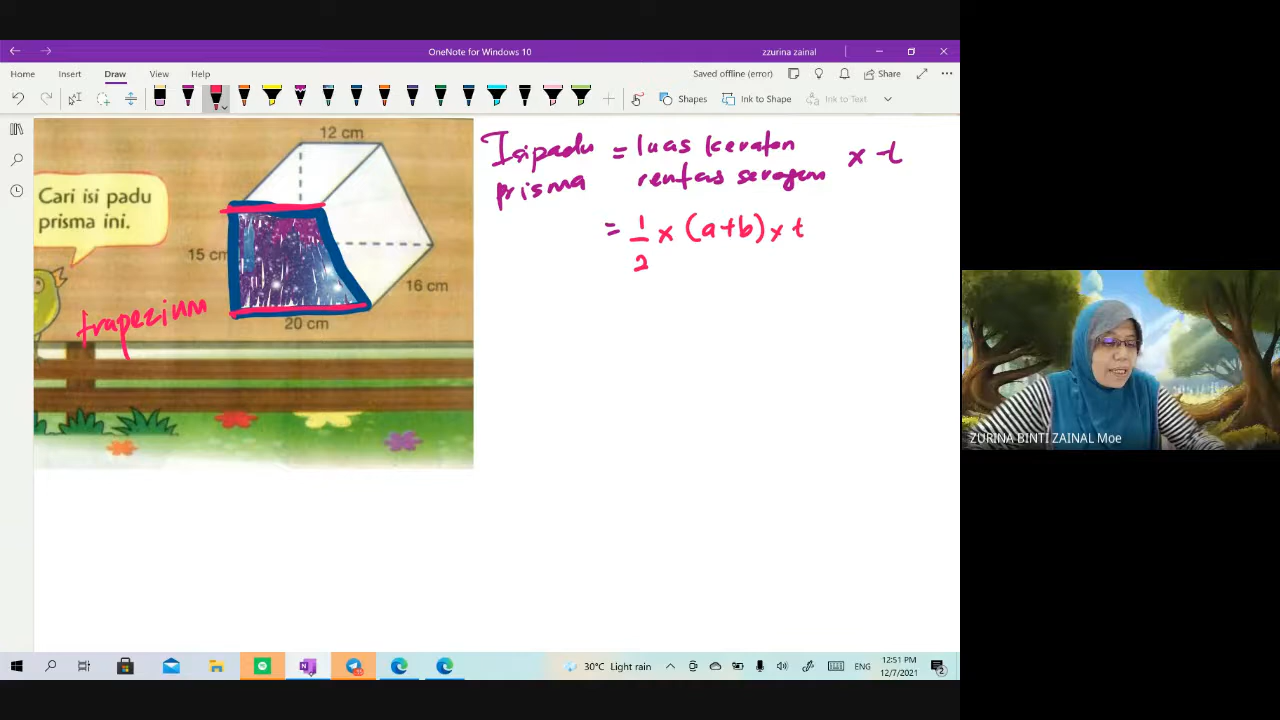 OneNote for Windows 10
zzurina zainal
Home Insert Draw View Help
Saved offline (error)
Share
Shapes
Ink to Shape
Ink to Text
Cari isi padu
prisma ini.
12 cm
15 cm
16 cm
20 cm
trapezium
Isipadu = luas keratan × t
prisma rentas seragam
= 1/2 × (a+b) × t
ZURINA BINTI ZAINAL Moe
30°C Light rain
ENG
12:51 PM
12/7/2021
2